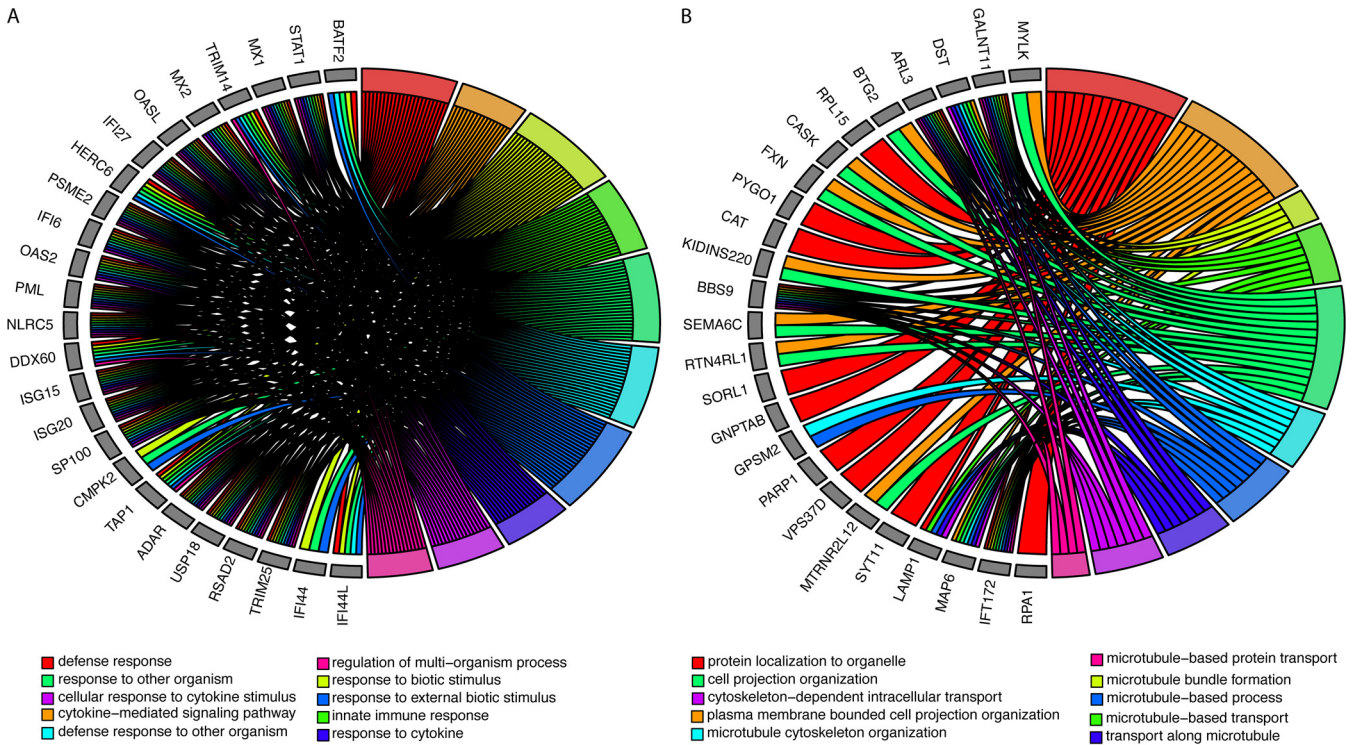 A
BATF2
STAT1
MX1
TRIM14
MX2
OASL
IFI27
HERC6
PSME2
IFI6
OAS2
PML
NLRC5
DDX60
ISG15
ISG20
SP100
CMPK2
TAP1
ADAR
USP18
RSAD2
TRIM25
IFI44
IFI44L
defense response
response to other organism
cellular response to cytokine stimulus
cytokine−mediated signaling pathway
defense response to other organism
regulation of multi−organism process
response to biotic stimulus
response to external biotic stimulus
innate immune response
response to cytokine
B
MYLK
GALNT11
DST
ARL3
BTG2
RPL15
CASK
FXN
PYGO1
CAT
KIDINS220
BBS9
SEMA6C
RTN4RL1
SORL1
GNPTAB
GPSM2
PARP1
VPS37D
MTRNR2L12
SYT11
LAMP1
MAP6
IFT172
RPA1
protein localization to organelle
cell projection organization
cytoskeleton−dependent intracellular transport
plasma membrane bounded cell projection organization
microtubule cytoskeleton organization
microtubule−based protein transport
microtubule bundle formation
microtubule−based process
microtubule−based transport
transport along microtubule